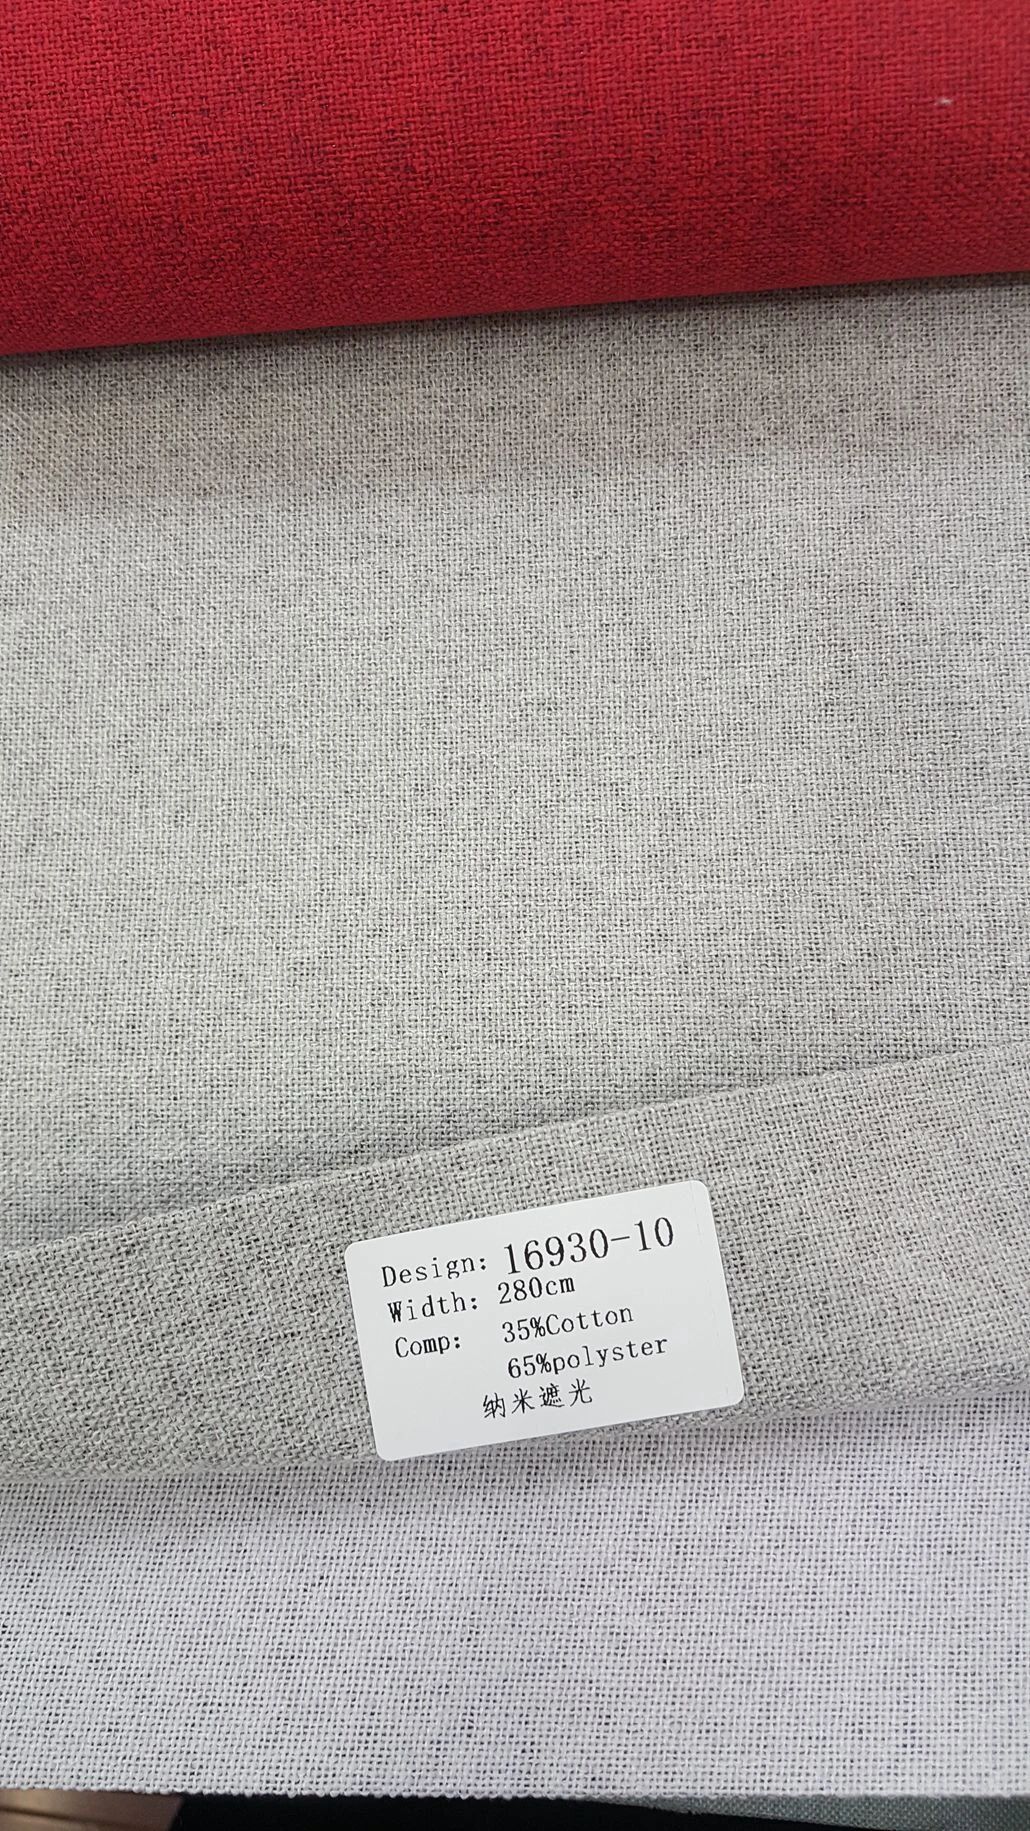 Design: 16930-10
Width: 280cm
Comp: 35%Cotton
65%polyster
纳米遮光